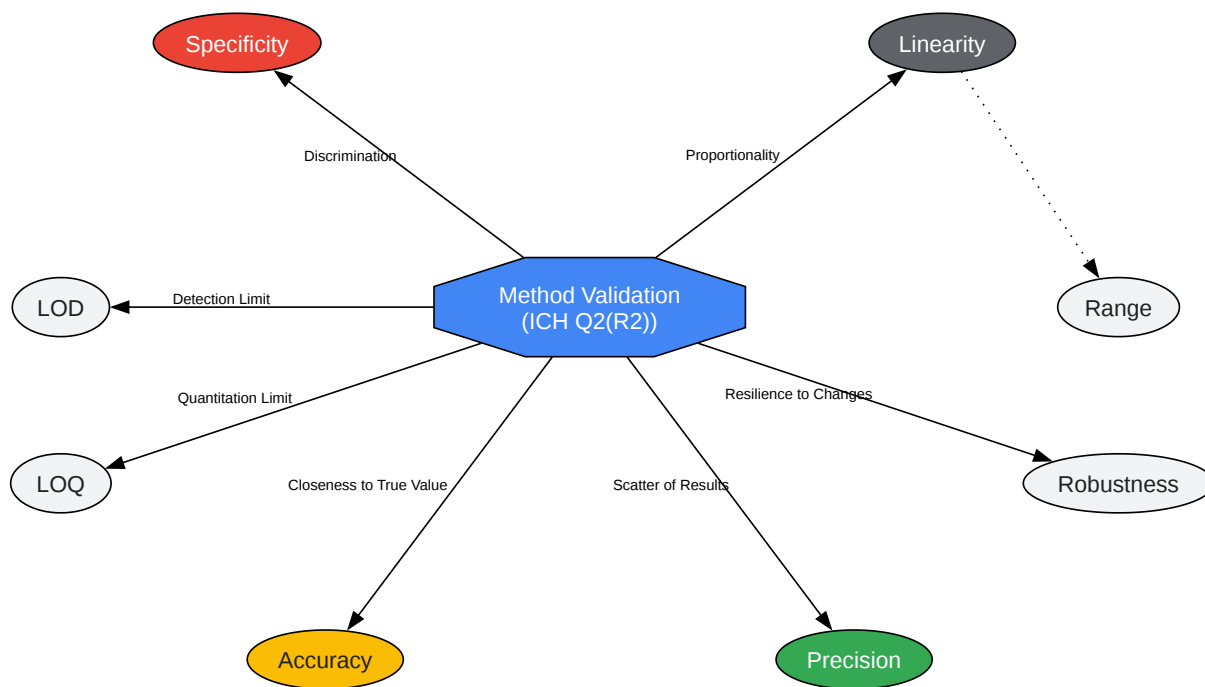 Specificity
Linearity
Discrimination
Proportionality
LOD
Detection Limit
Method Validation
(ICH Q2(R2))
Range
Quantitation Limit
Resilience to Changes
LOQ
Closeness to True Value
Scatter of Results
Robustness
Accuracy
Precision